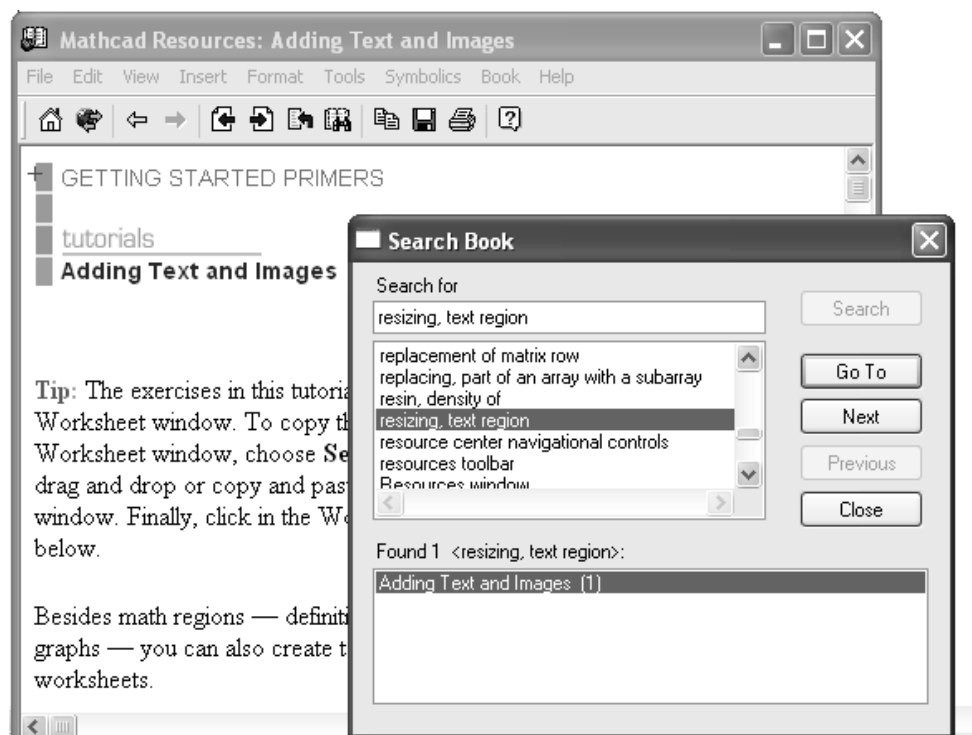 Mathcad Resources: Adding Text and Images
File Edit View Insert Format Tools Symbolics Book Help
GETTING STARTED PRIMERS
tutorials
Adding Text and Images
Tip: The exercises in this tutoria
Worksheet window. To copy th
Worksheet window, choose Se
drag and drop or copy and past
window. Finally, click in the Wo
below.
Besides math regions — definiti
graphs — you can also create t
worksheets.
Search Book
Search for
resizing, text region
Search
replacement of matrix row
replacing, part of an array with a subarray
resin, density of
resizing, text region
resource center navigational controls
resources toolbar
Resources window
Go To
Next
Previous
Close
Found 1 <resizing, text region>:
Adding Text and Images (1)